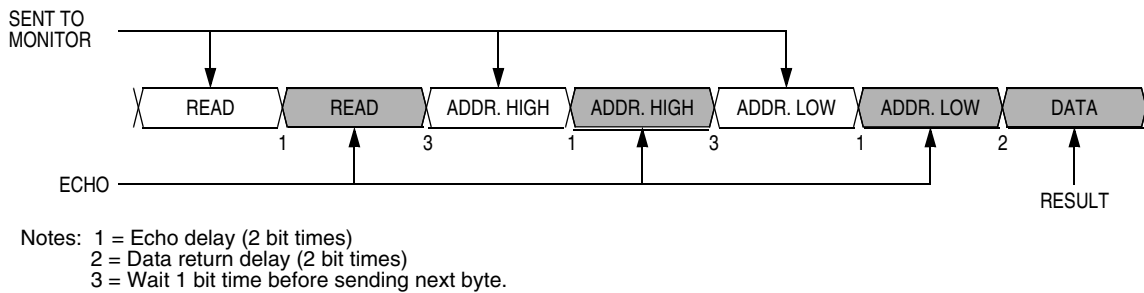 SENT TO
MONITOR
READ READ ADDR. HIGH ADDR. HIGH ADDR. LOW ADDR. LOW DATA
1 3 1 3 1 2
ECHO
RESULT
Notes: 1 = Echo delay (2 bit times)
2 = Data return delay (2 bit times)
3 = Wait 1 bit time before sending next byte.